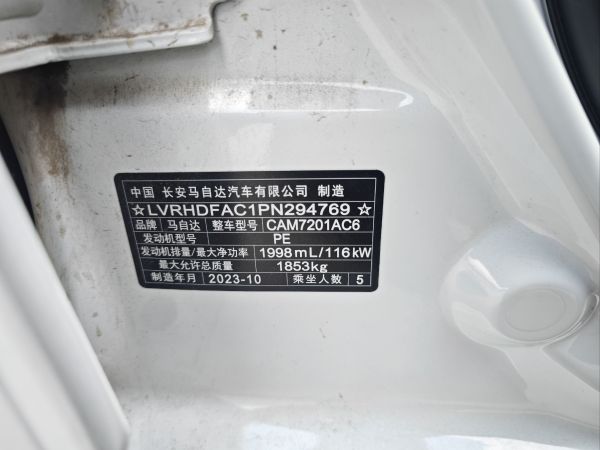 中国 长安马自达汽车有限公司 制造
☆LVRHDFAC1PN294769☆
品牌 马自达 整车型号 CAM7201AC6
发动机型号 PE
发动机排量/最大净功率 1998mL/116kW
最大允许总质量 1853kg
制造年月 2023-10 乘坐人数 5